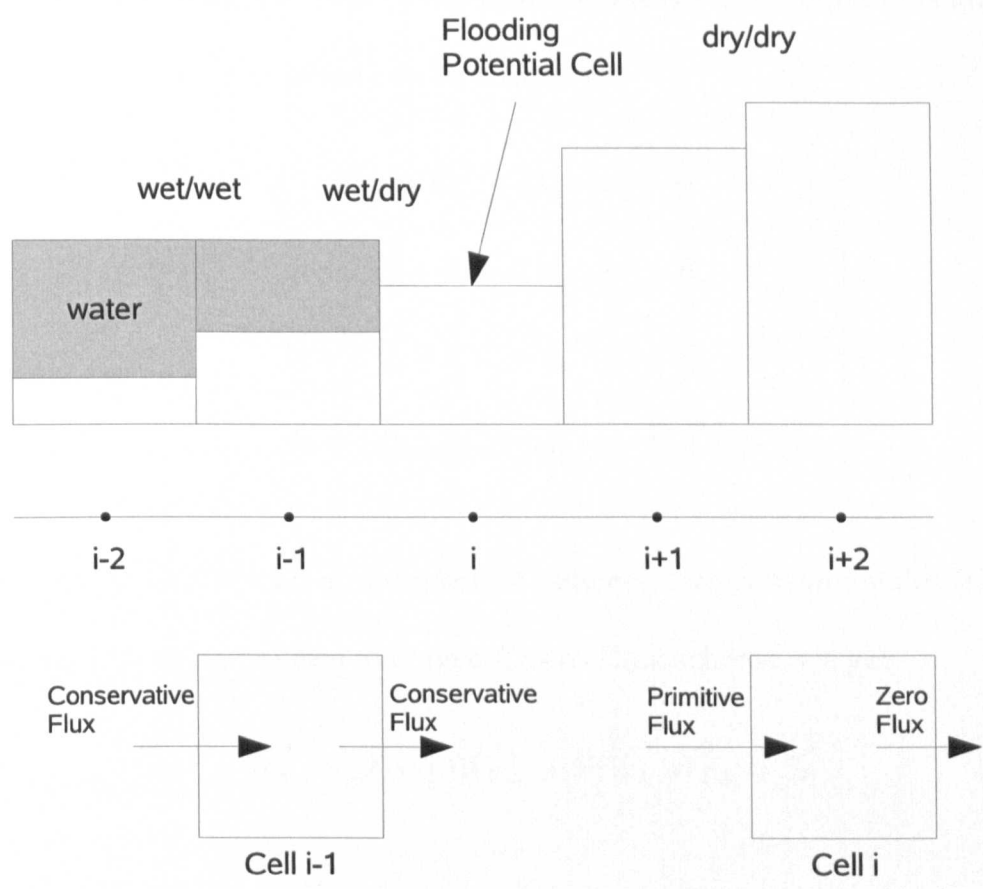 Flooding
Potential Cell
dry/dry
wet/wet
wet/dry
water
i-2
i-1
i
i+1
i+2
Conservative
Flux
Conservative
Flux
Primitive
Flux
Zero
Flux
Cell i-1
Cell i